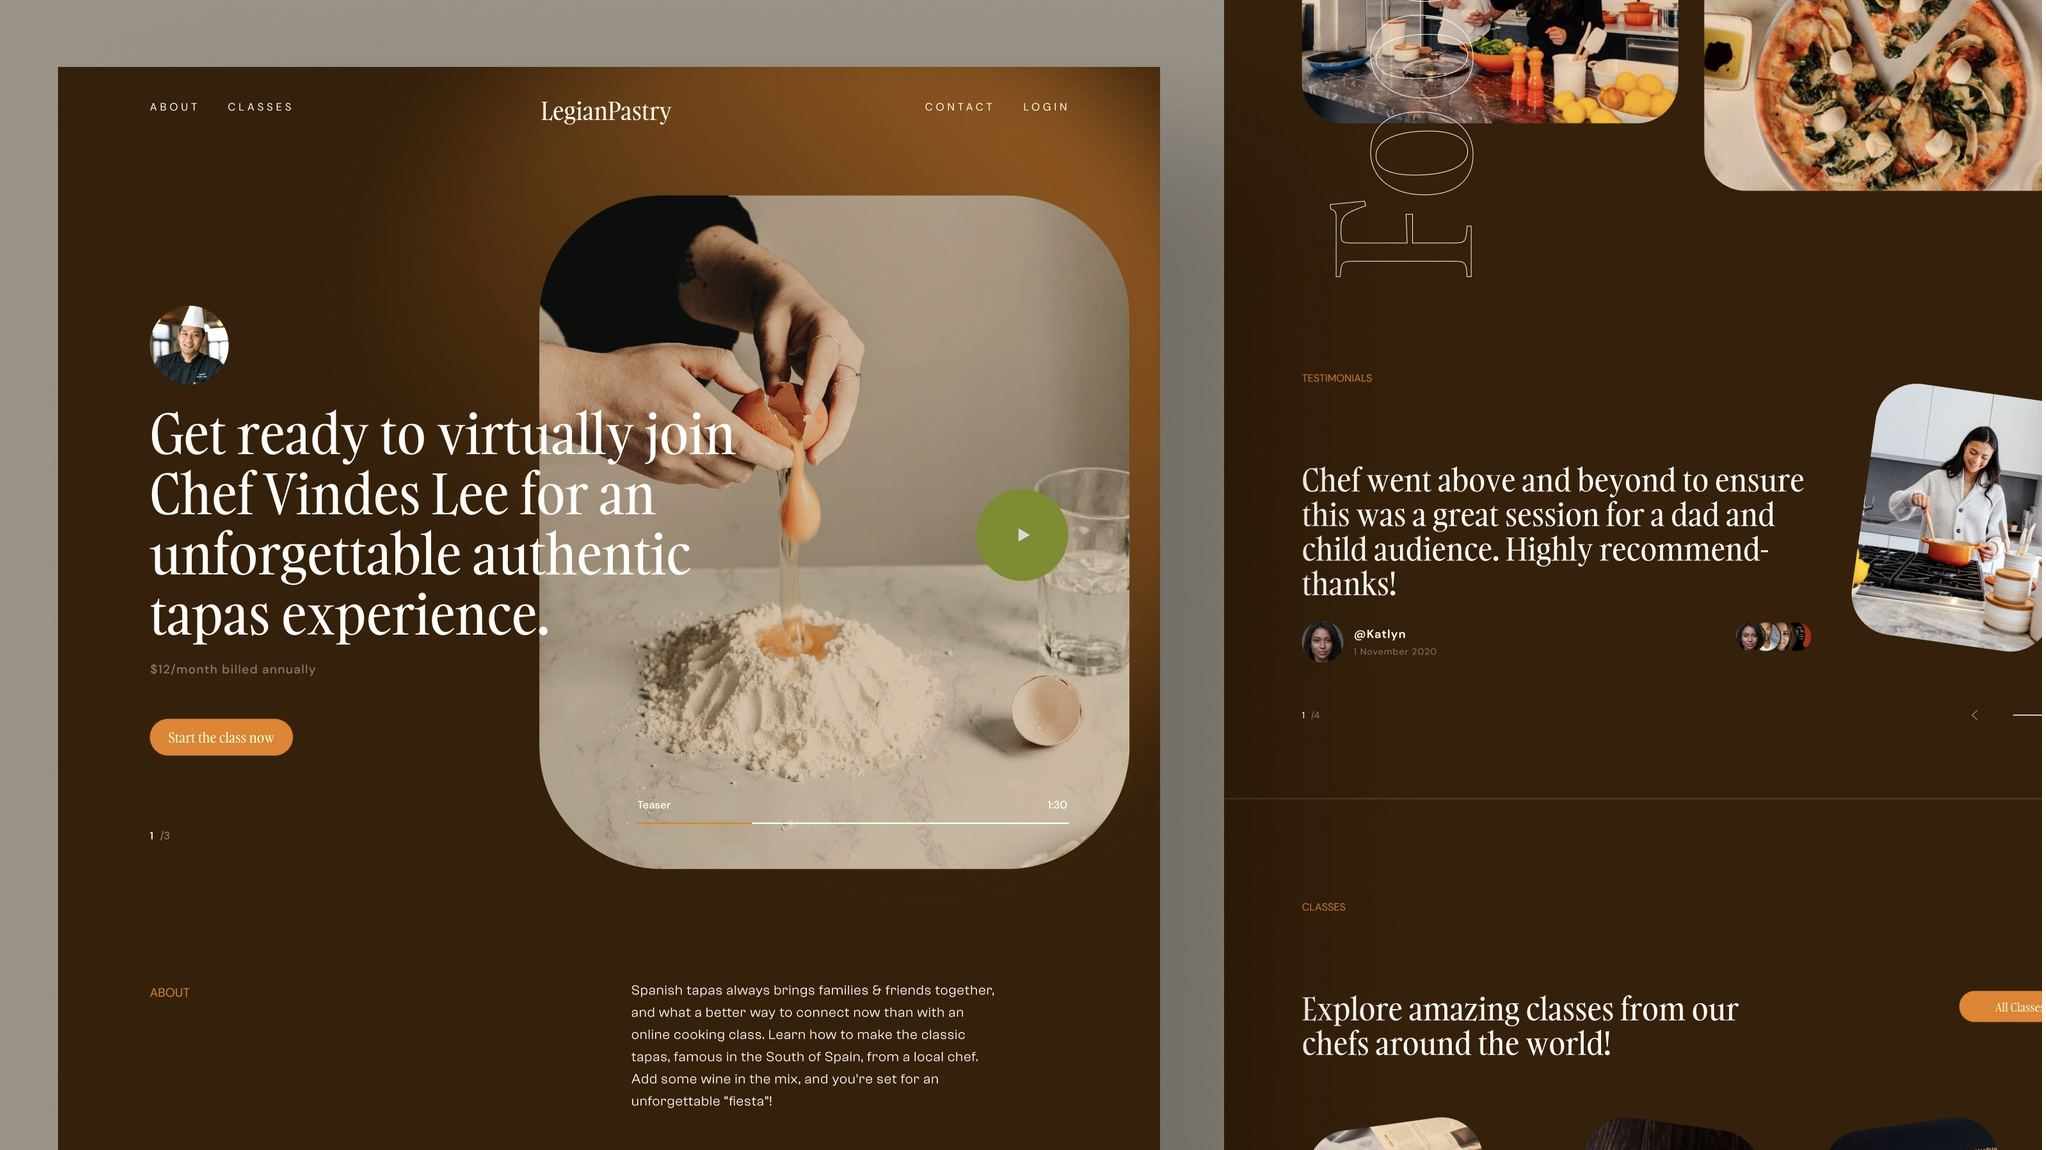 ABOUT
CLASSES
LegianPastry
CONTACT
LOGIN
Get ready to virtually join
Chef Vindes Lee for an
unforgettable authentic
tapas experience.
$12/month billed annually
Start the class now
Teaser
1:30
1 /3
ABOUT
Spanish tapas always brings families & friends together,
and what a better way to connect now than with an
online cooking class. Learn how to make the classic
tapas, famous in the South of Spain, from a local chef.
Add some wine in the mix, and you're set for an
unforgettable "fiesta"!
Foo
TESTIMONIALS
Chef went above and beyond to ensure
this was a great session for a dad and
child audience. Highly recommend-
thanks!
@Katlyn
1 November 2020
1 /4
CLASSES
Explore amazing classes from our
chefs around the world!
All Classes